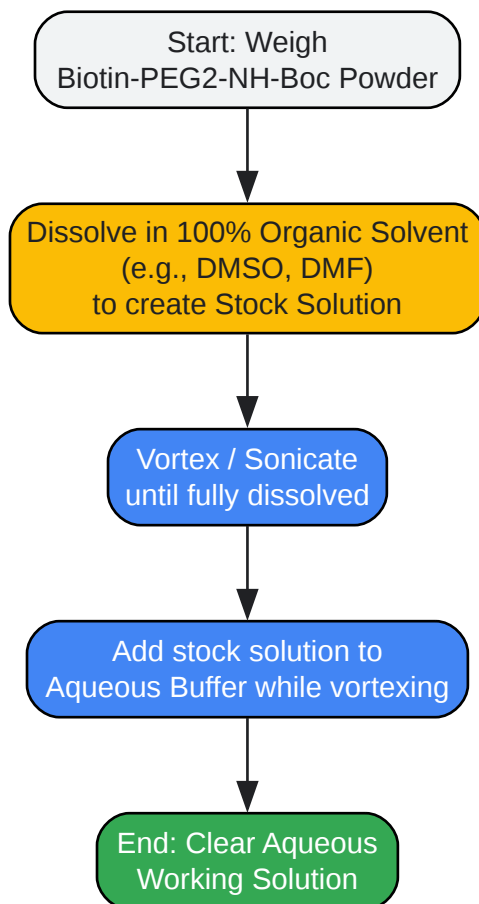 Start: Weigh
Biotin-PEG2-NH-Boc Powder
Dissolve in 100% Organic Solvent
(e.g., DMSO, DMF)
to create Stock Solution
Vortex / Sonicate
until fully dissolved
Add stock solution to
Aqueous Buffer while vortexing
End: Clear Aqueous
Working Solution